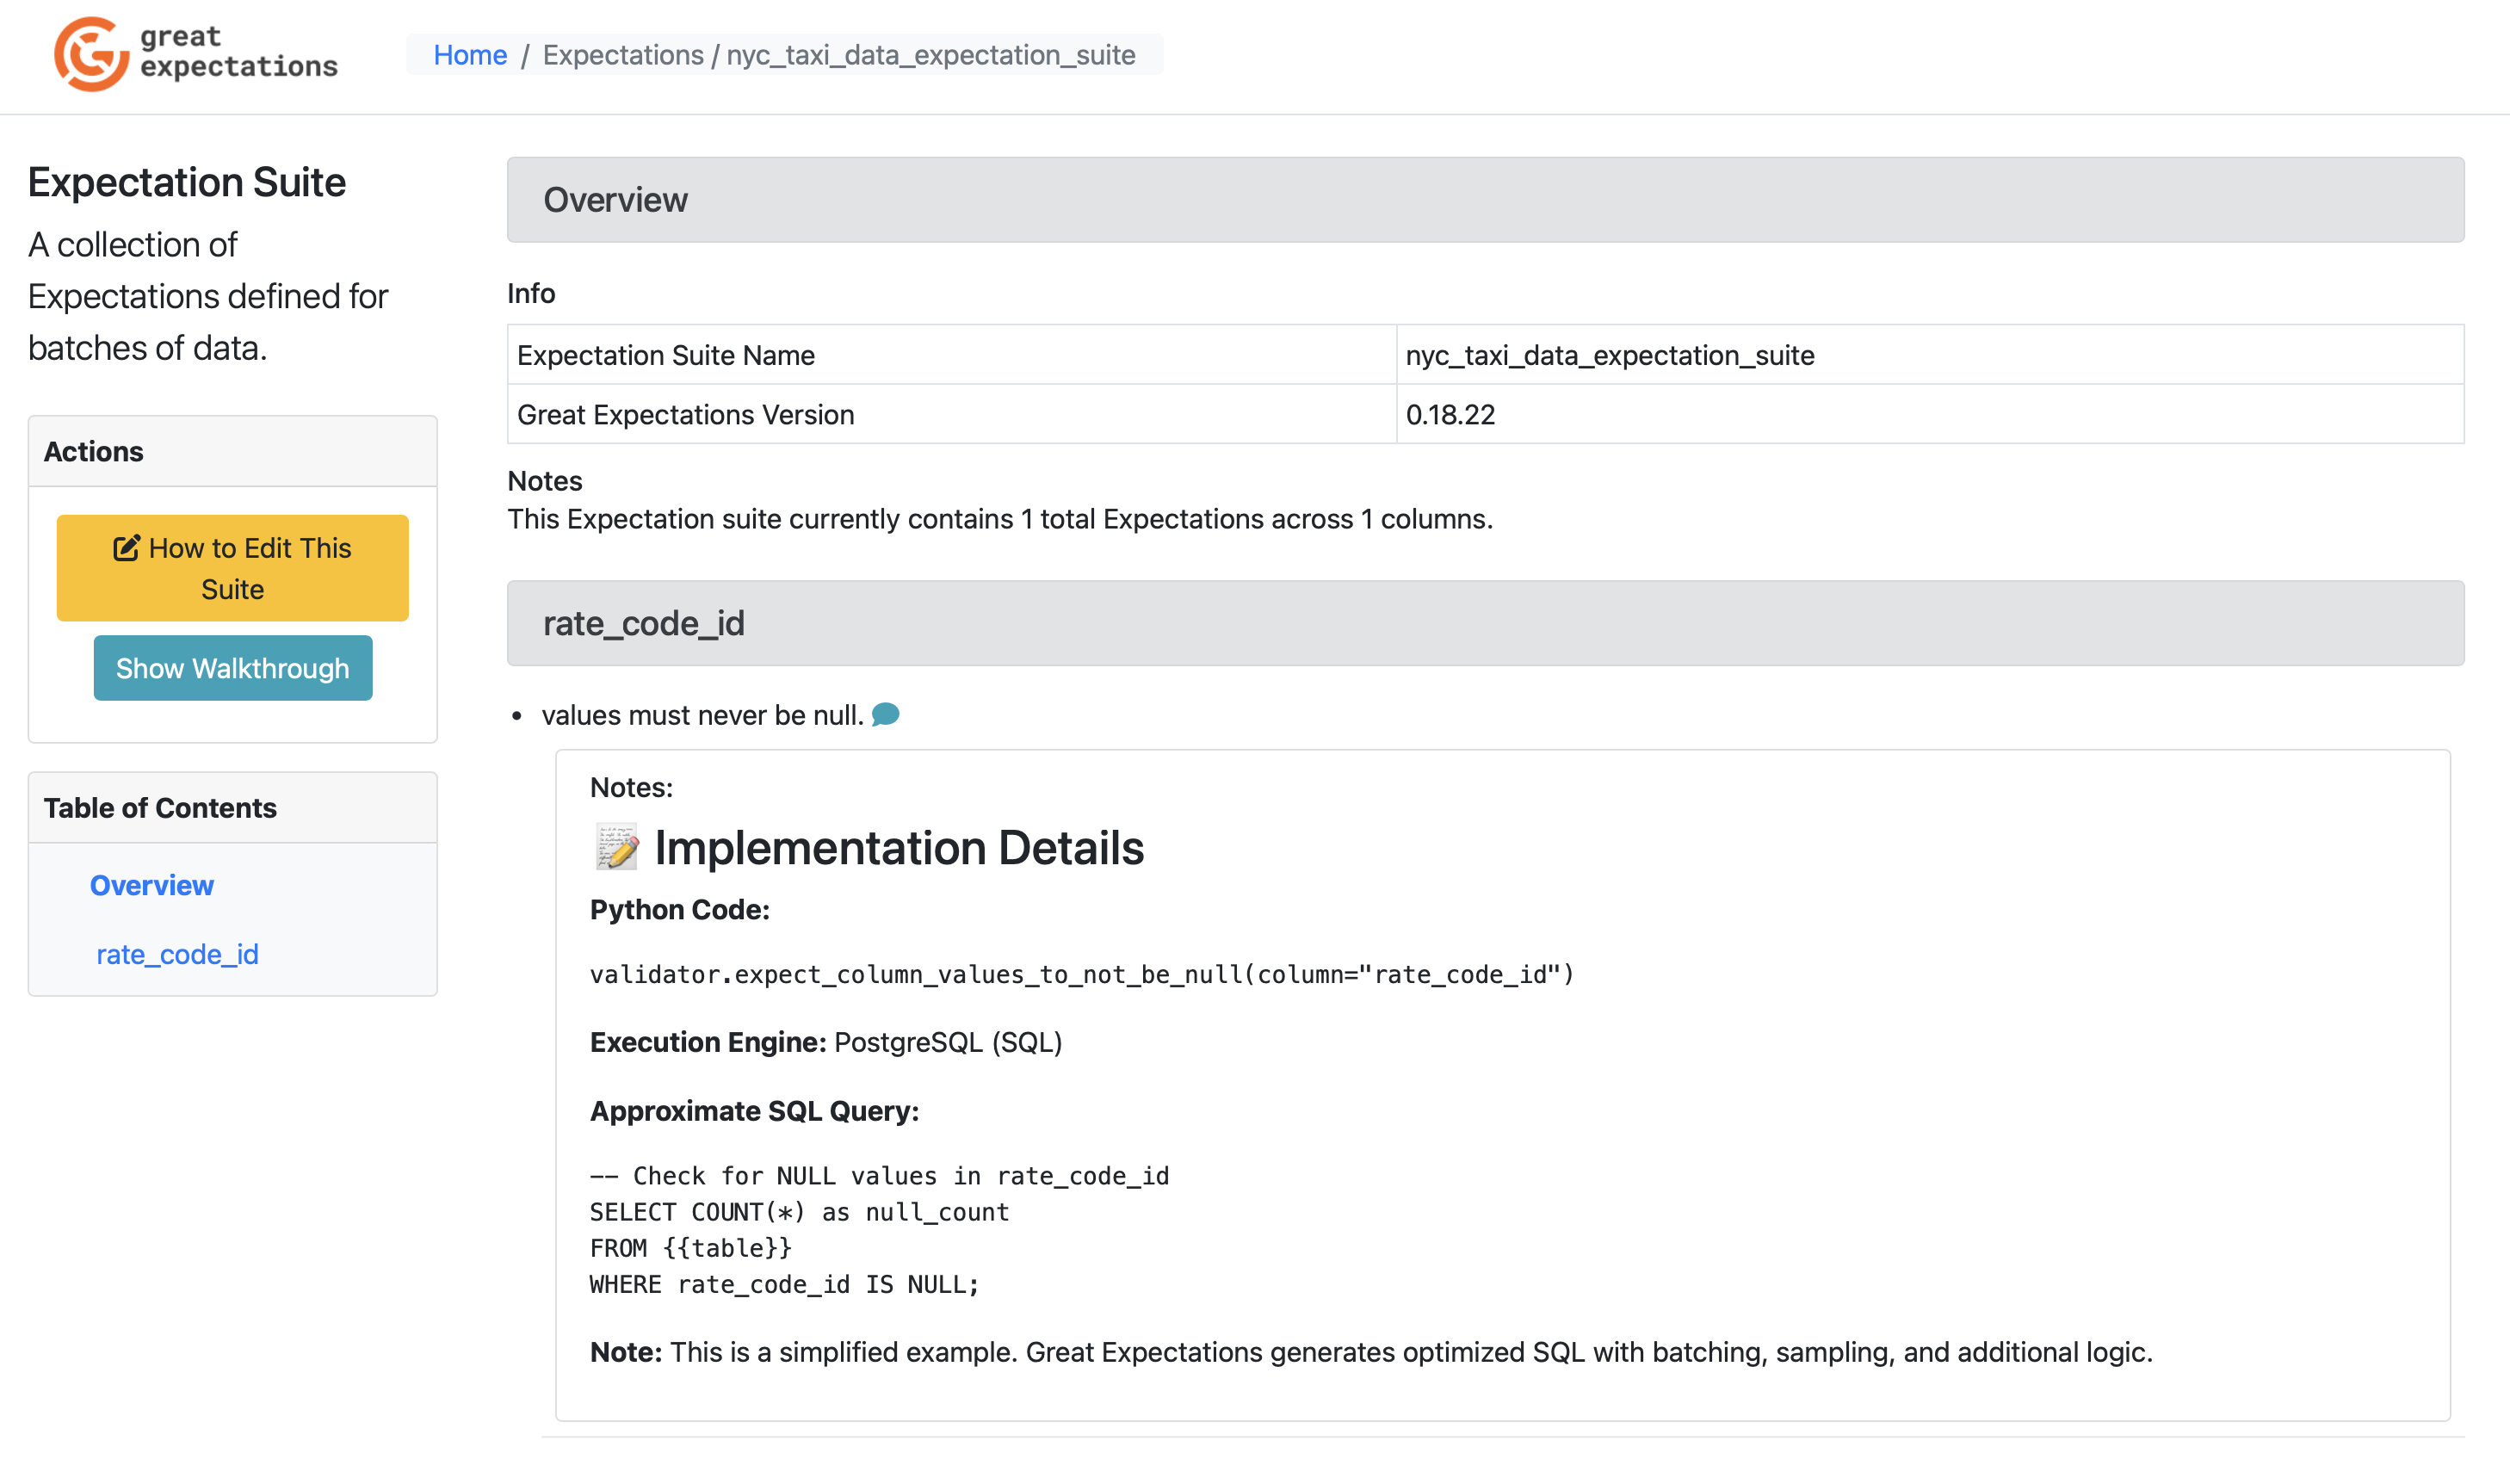 great
expectations
Home / Expectations / nyc_taxi_data_expectation_suite
Expectation Suite
A collection of
Expectations defined for
batches of data.
Actions
How to Edit This
Suite
Show Walkthrough
Table of Contents
Overview
rate_code_id
Overview
Info
Expectation Suite Name nyc_taxi_data_expectation_suite
Great Expectations Version 0.18.22
Notes
This Expectation suite currently contains 1 total Expectations across 1 columns.
rate_code_id
• values must never be null.
Notes:
📝 Implementation Details
Python Code:
validator.expect_column_values_to_not_be_null(column="rate_code_id")
Execution Engine: PostgreSQL (SQL)
Approximate SQL Query:
-- Check for NULL values in rate_code_id
SELECT COUNT(*) as null_count
FROM {{table}}
WHERE rate_code_id IS NULL;
Note: This is a simplified example. Great Expectations generates optimized SQL with batching, sampling, and additional logic.